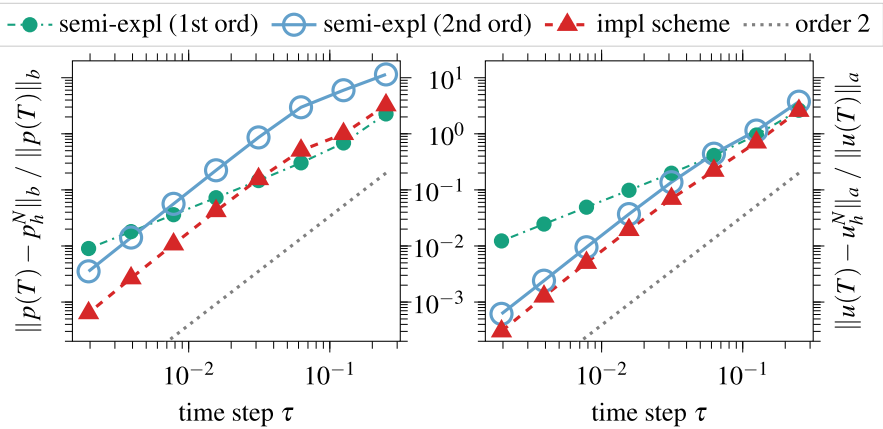 semi-expl (1st ord) semi-expl (2nd ord) impl scheme order 2
‖p(T) − p_h^N‖_b / ‖p(T)‖_b
10^1
10^0
10^−1
10^−2
10^−3
‖u(T) − u_h^N‖_a / ‖u(T)‖_a
10^−2 10^−1 10^−2 10^−1
time step τ time step τ